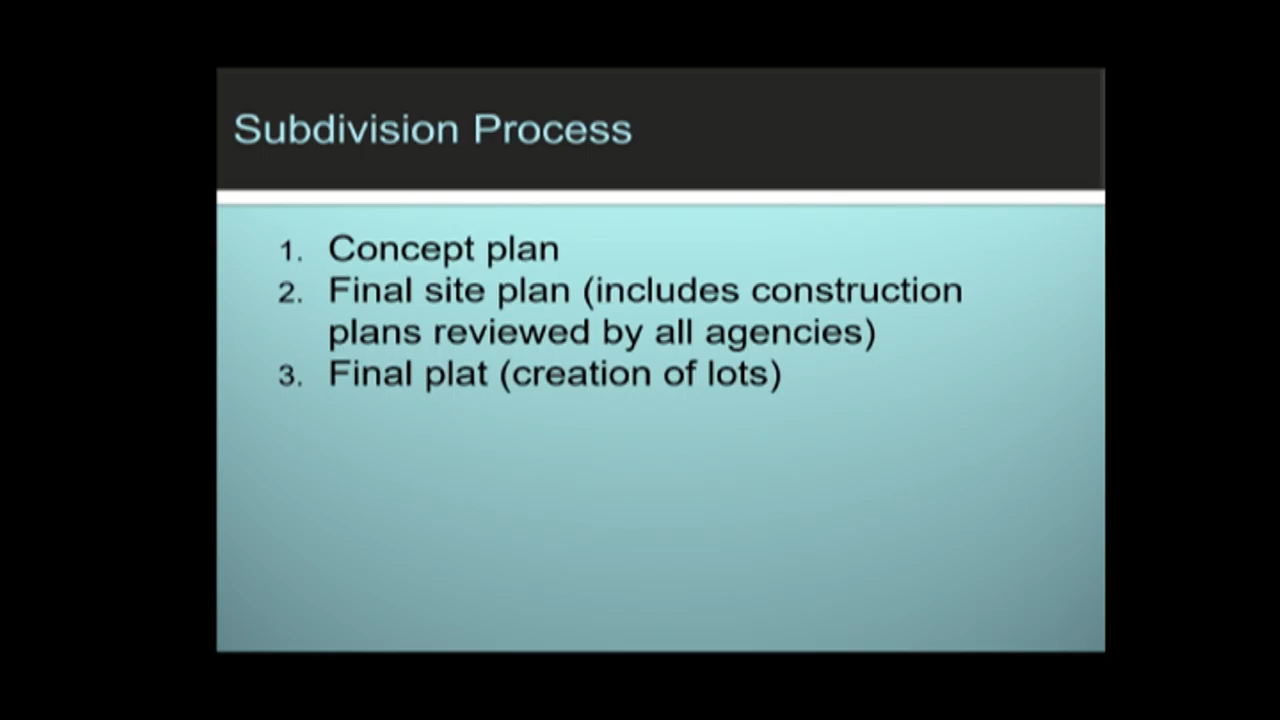 Subdivision Process
1. Concept plan
2. Final site plan (includes construction
plans reviewed by all agencies)
3. Final plat (creation of lots)